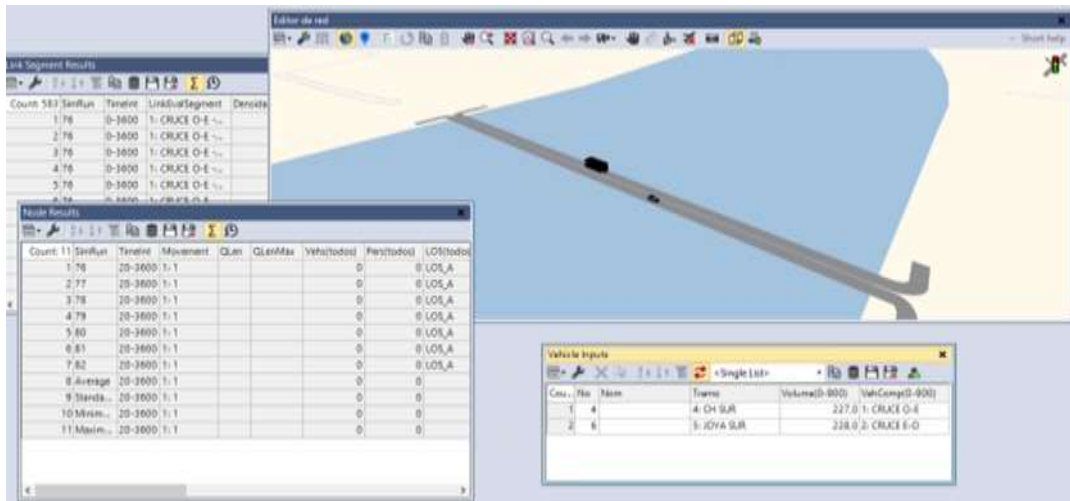 Editor de red
Short help
Link Segment Results
Count: 583 SimRun TimeInt LinkEvalSegment Densida
1 76 0-3600 1: CRUCE O-E -...
2 76 0-3600 1: CRUCE O-E -...
3 76 0-3600 1: CRUCE O-E -...
4 76 0-3600 1: CRUCE O-E -...
5 76 0-3600 1: CRUCE O-E -...
Node Results
Count: 11 SimRun TimeInt Movement QLen QLenMax Vehs(todos) Pers(todos) LOS(todos
1 76 20-3600 1: 1 0 0 LOS_A
2 77 20-3600 1: 1 0 0 LOS_A
3 78 20-3600 1: 1 0 0 LOS_A
4 79 20-3600 1: 1 0 0 LOS_A
5 80 20-3600 1: 1 0 0 LOS_A
6 81 20-3600 1: 1 0 0 LOS_A
7 82 20-3600 1: 1 0 0 LOS_A
8 Average 20-3600 1: 1 0 0
9 Standa... 20-3600 1: 1 0 0
10 Minim... 20-3600 1: 1 0 0
11 Maxim... 20-3600 1: 1 0 0
Vehicle Inputs
<Single List>
Cou... No Nom Tramo Volume(0-900) VehComp(0-900)
1 4 4: CH SUR 227.0 1: CRUCE O-E
2 6 5: JOYA SUR 228.0 2: CRUCE E-O